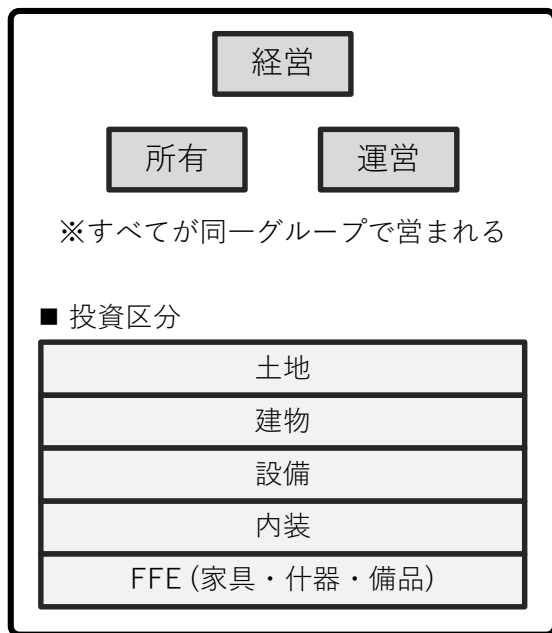 経営
所有
運営
※すべてが同一グループで営まれる
■ 投資区分
土地
建物
設備
内装
FFE (家具・什器・備品)